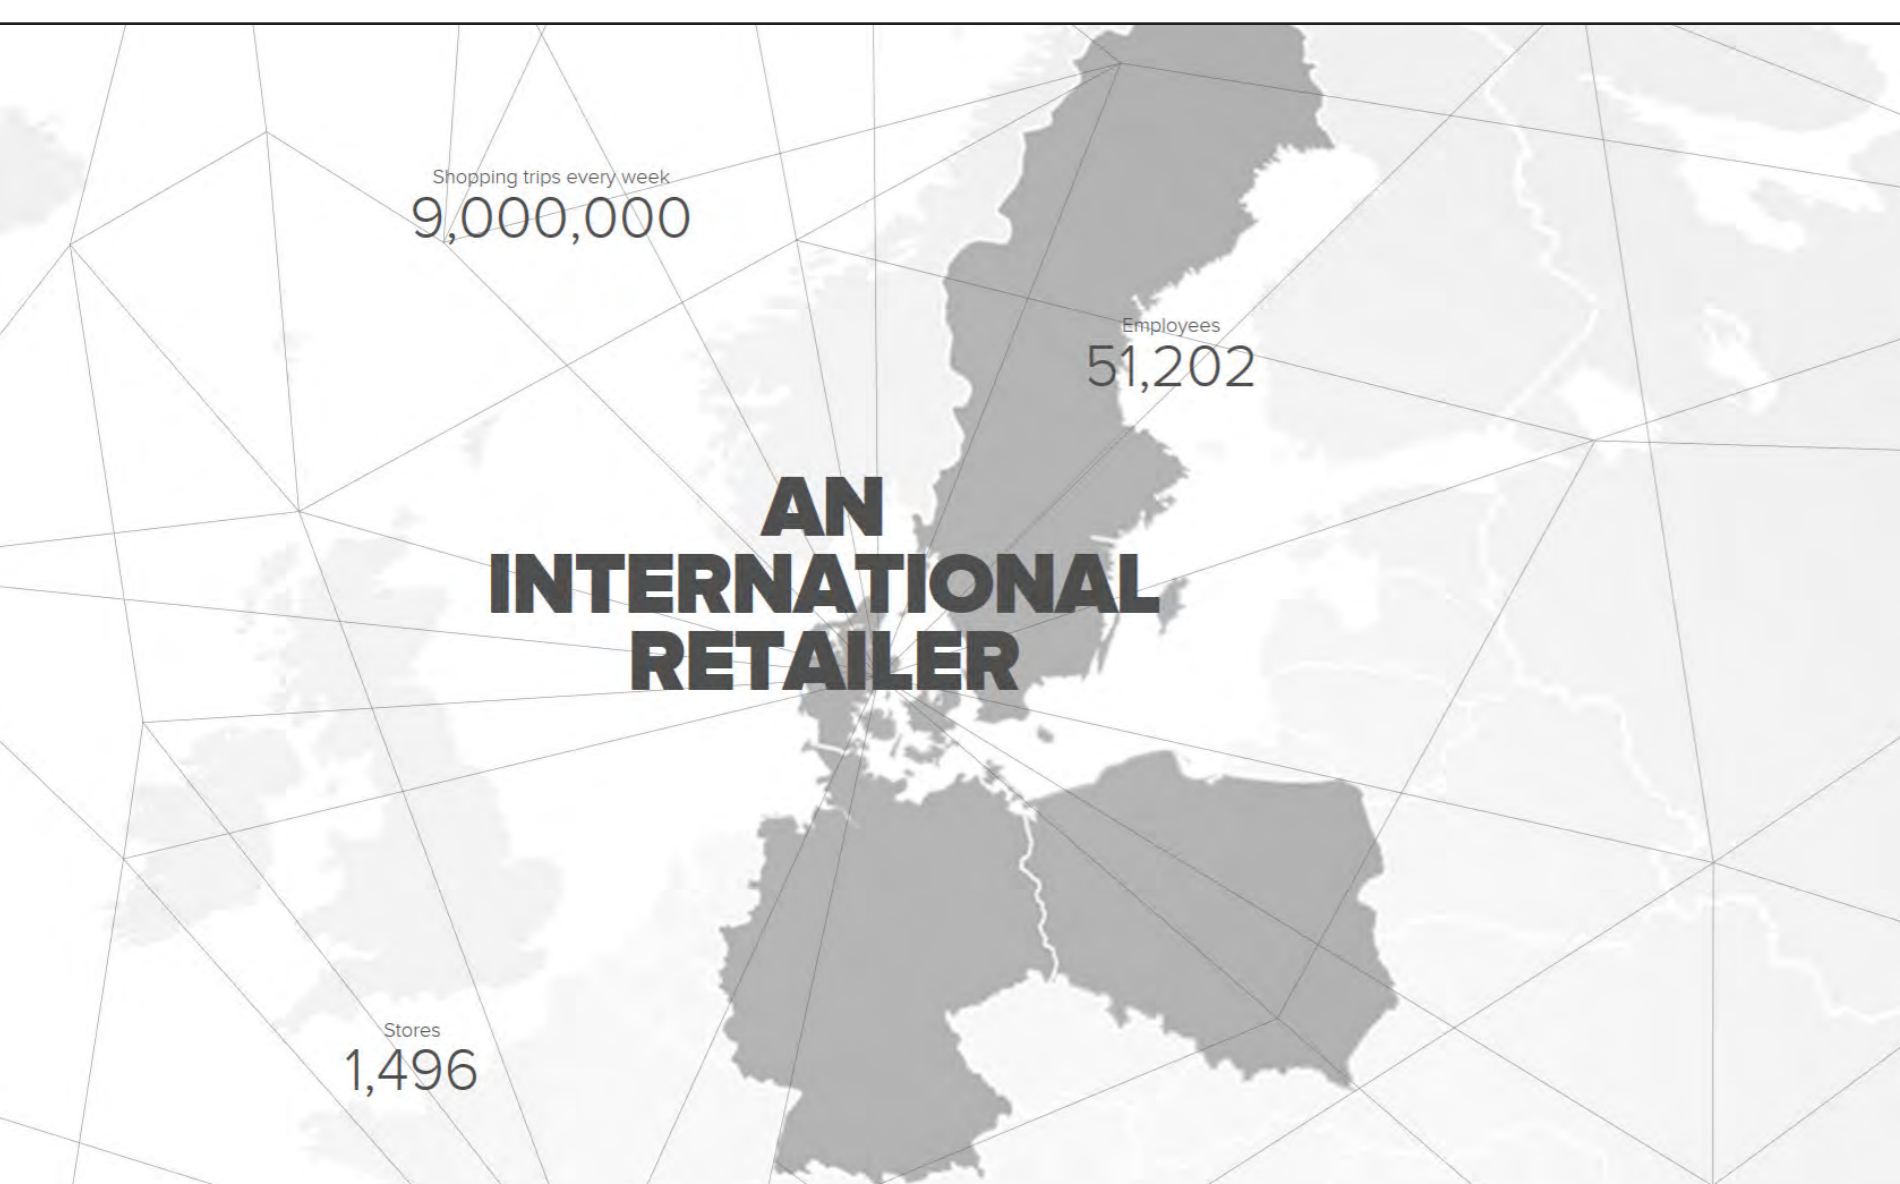 Shopping trips every week
9,000,000
Employees
51,202
AN
INTERNATIONAL
RETAILER
Stores
1,496